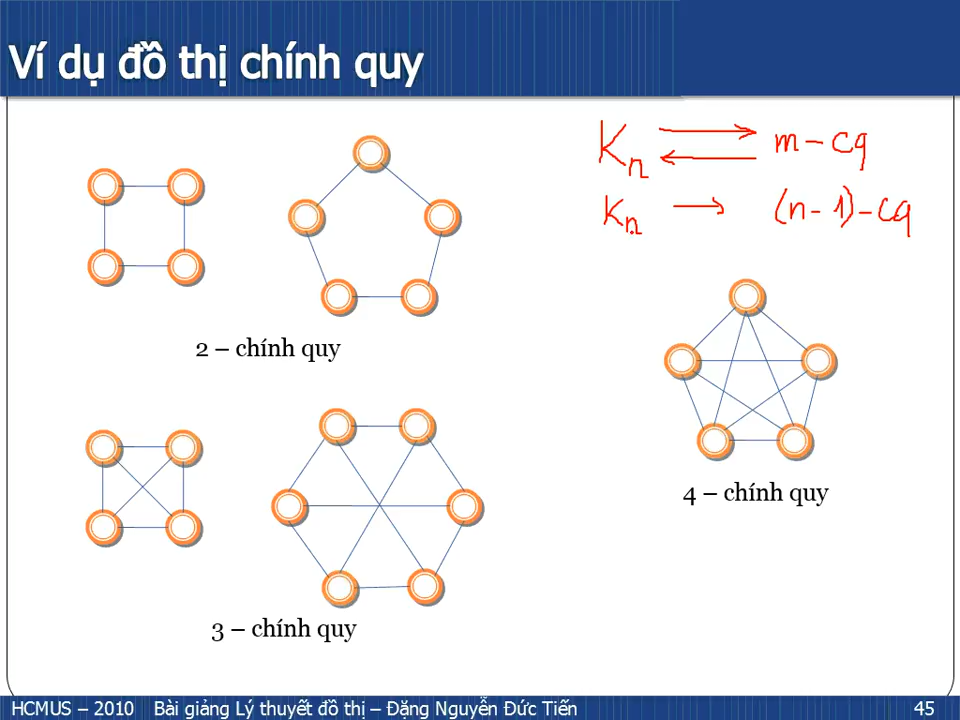 Ví dụ đồ thị chính quy
Kn ⇄ m - cq
Kn → (n - 1) - cq
2 – chính quy
4 – chính quy
3 – chính quy
HCMUS – 2010 Bài giảng Lý thuyết đồ thị – Đặng Nguyễn Đức Tiến 45